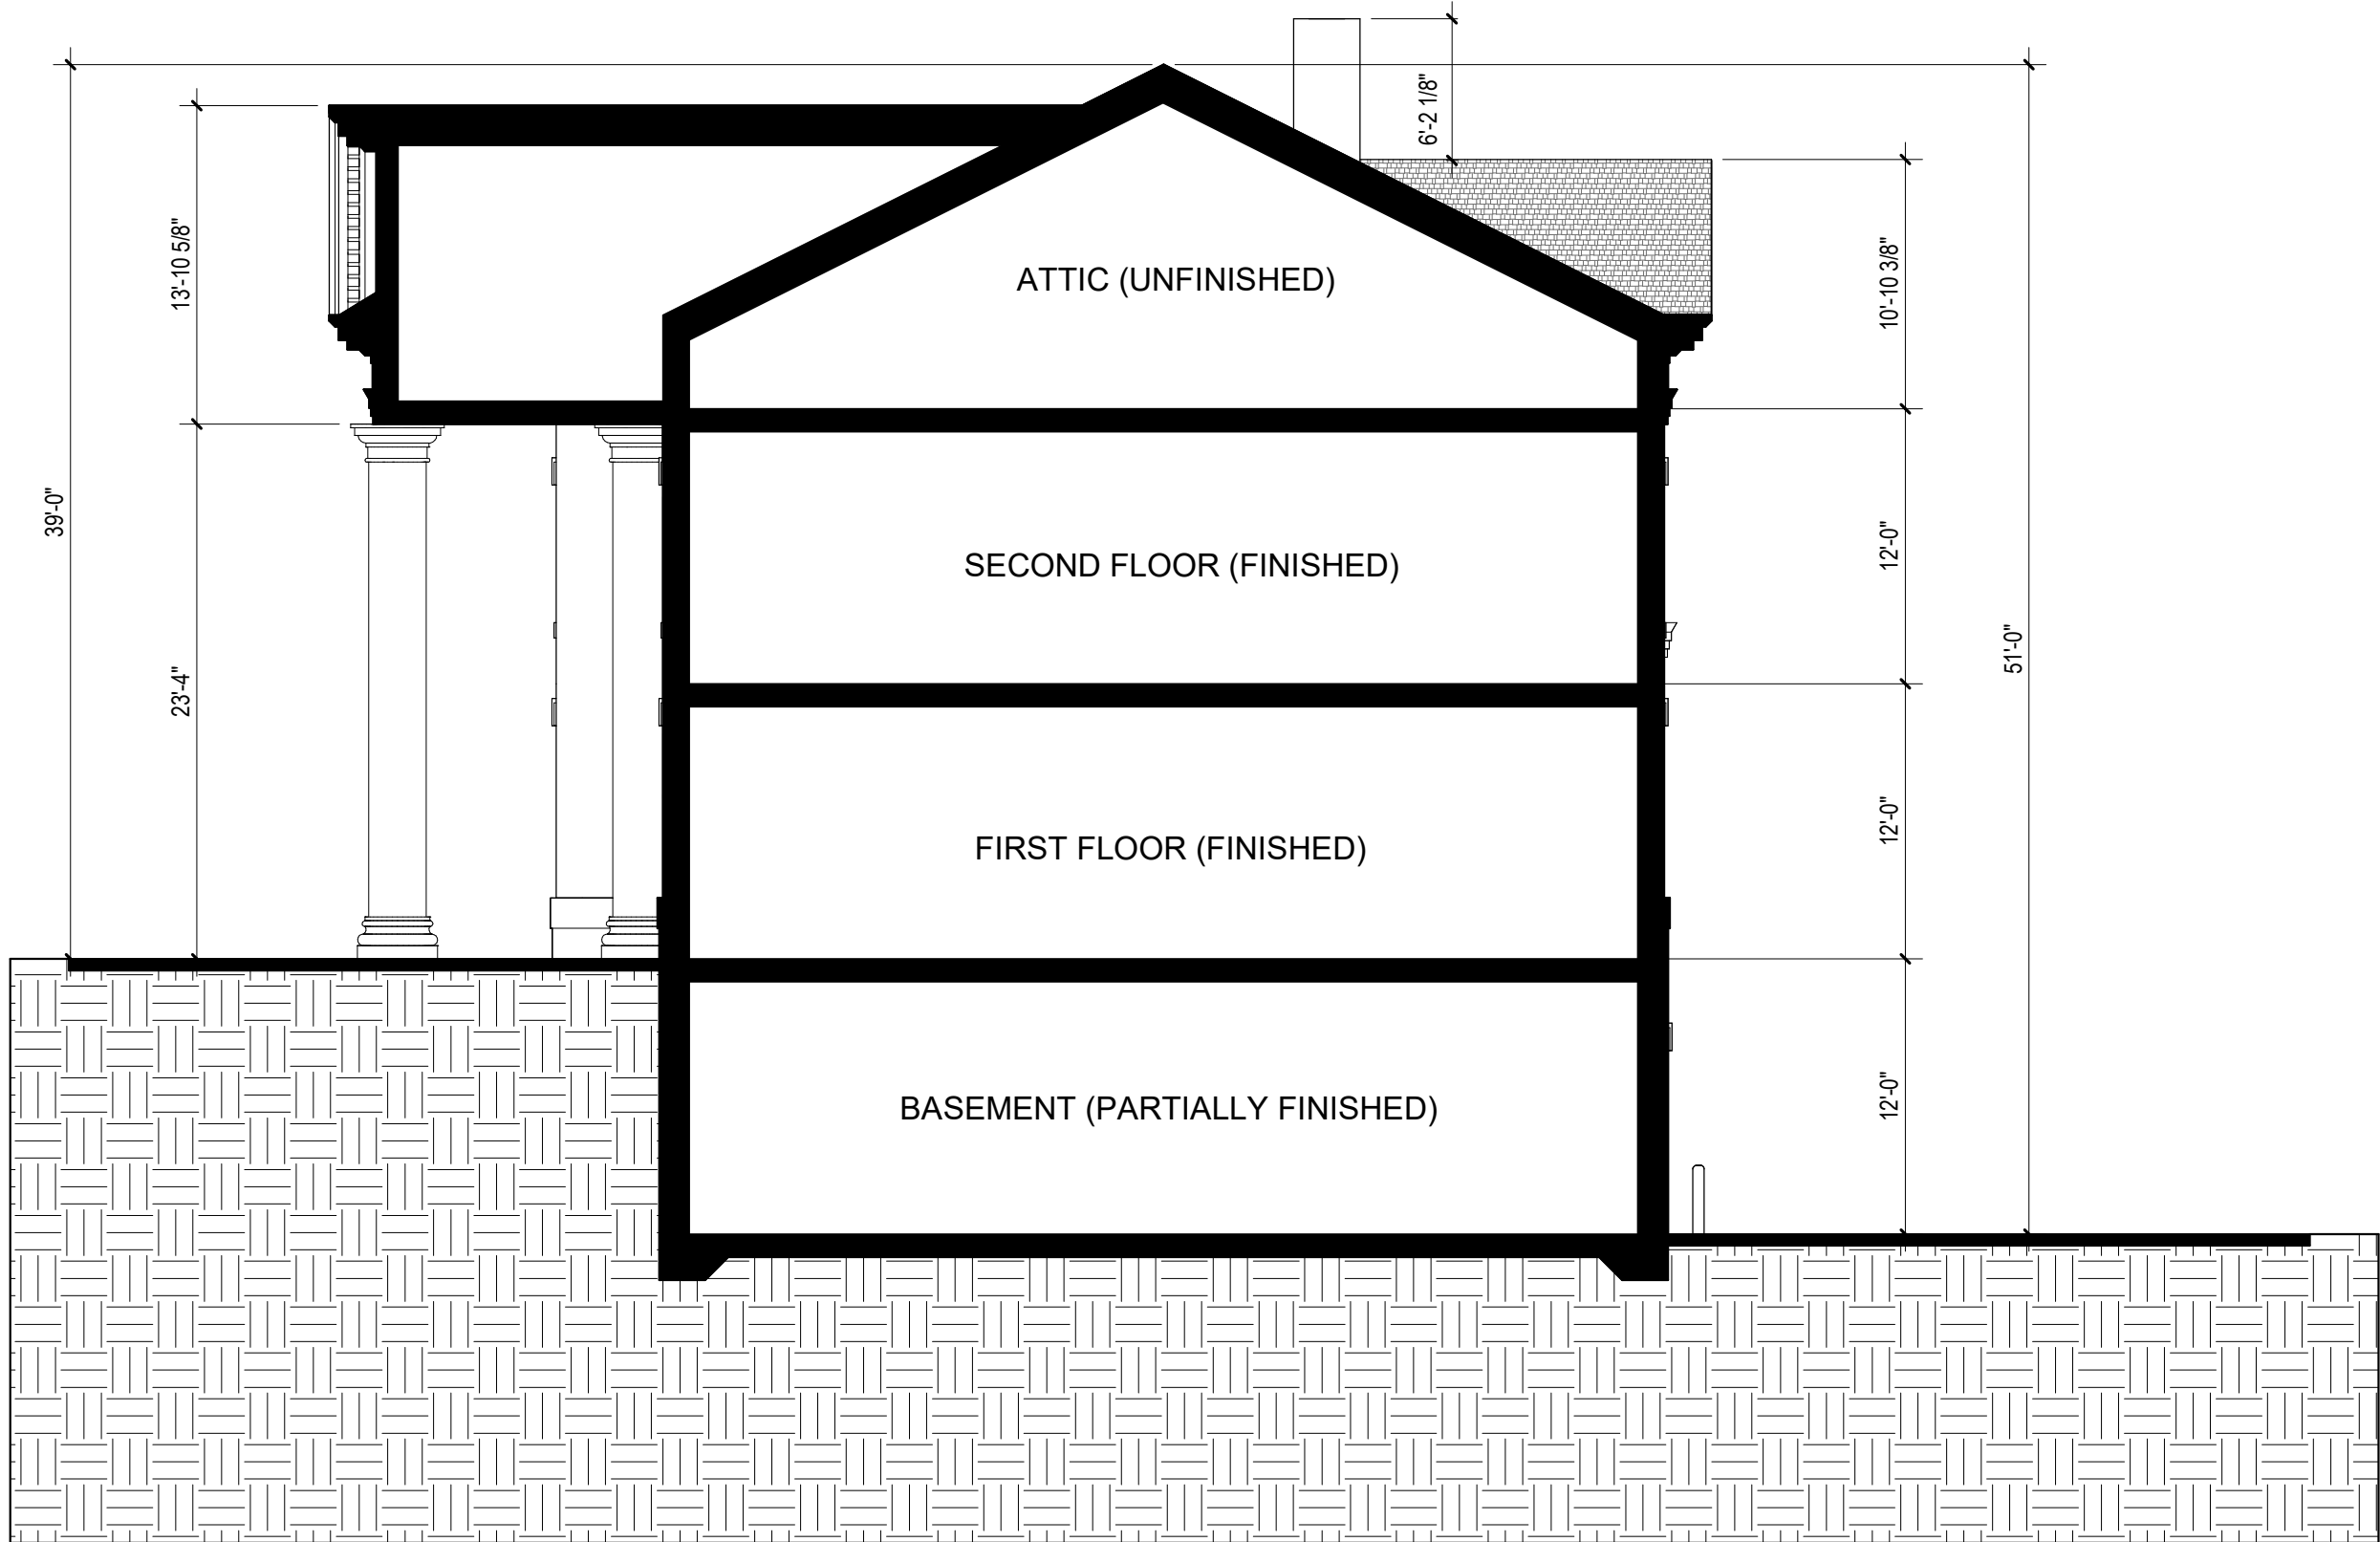 6'-2 1/8"
13'-10 5/8"
10'-10 3/8"
ATTIC (UNFINISHED)
39'-0"
12'-0"
SECOND FLOOR (FINISHED)
51'-0"
23'-4"
12'-0"
FIRST FLOOR (FINISHED)
12'-0"
BASEMENT (PARTIALLY FINISHED)